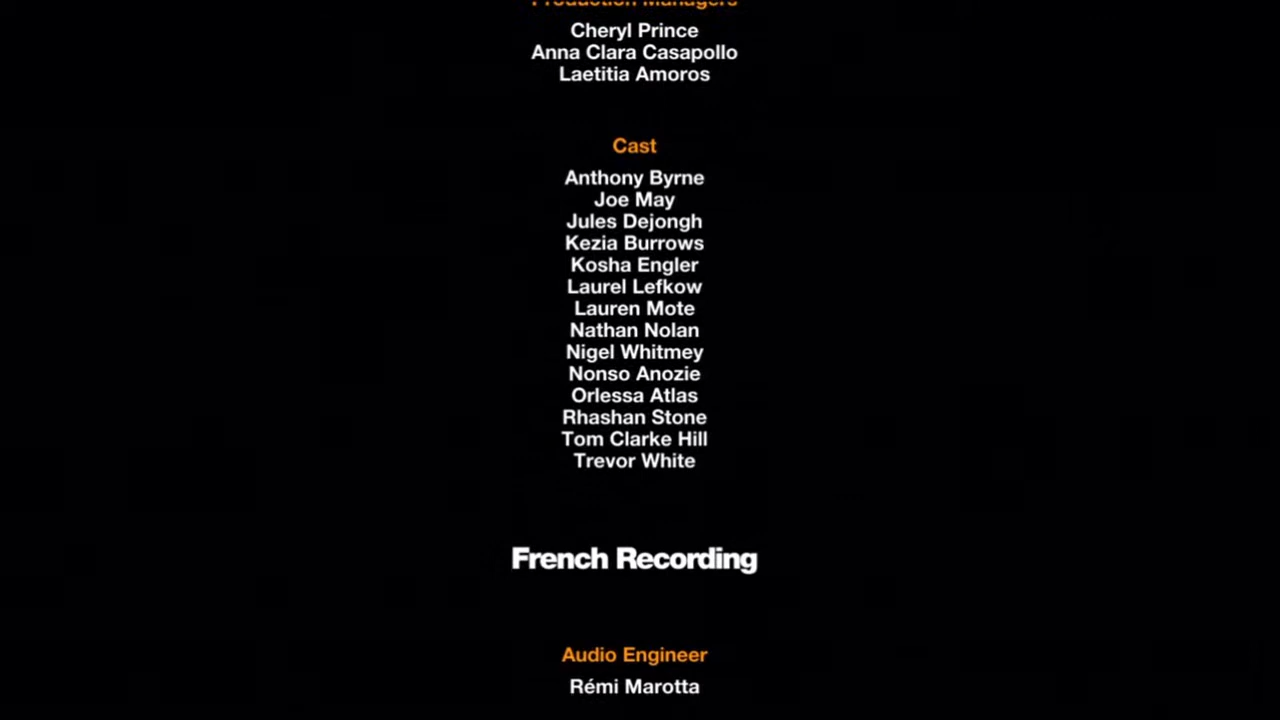 Production Managers
Cheryl Prince
Anna Clara Casapollo
Laetitia Amoros
Cast
Anthony Byrne
Joe May
Jules Dejongh
Kezia Burrows
Kosha Engler
Laurel Lefkow
Lauren Mote
Nathan Nolan
Nigel Whitmey
Nonso Anozie
Orlessa Atlas
Rhashan Stone
Tom Clarke Hill
Trevor White
French Recording
Audio Engineer
Rémi Marotta